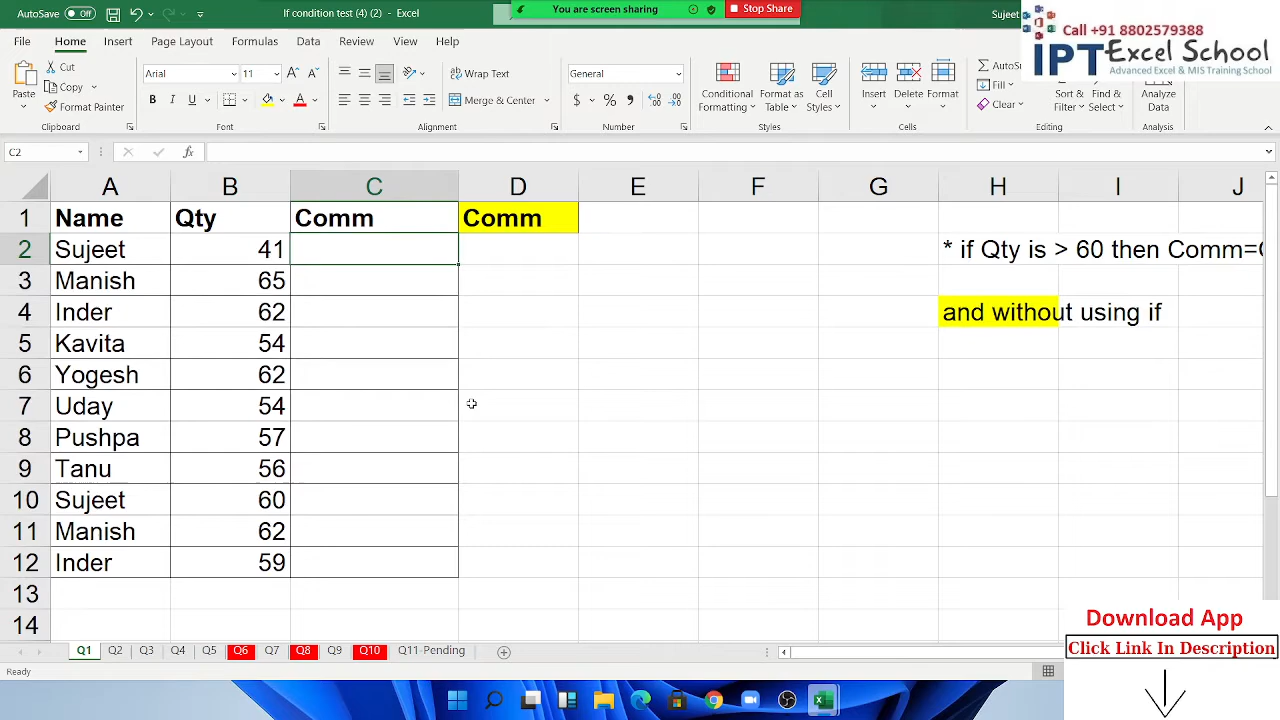 AutoSave Off
If condition test (4) (2) - Excel
You are screen sharing
Stop Share
Sujeet
Call +91 8802579388
IPT Excel School
Advanced Excel & MIS Training School
File Home Insert Page Layout Formulas Data Review View Help
Cut
Copy
Format Painter
Paste
Clipboard
Arial 11
B I U
Font
Wrap Text
Merge & Center
Alignment
General
Number
Conditional Formatting
Format as Table
Cell Styles
Styles
Insert Delete Format
Cells
AutoSu
Fill
Clear
Sort & Filter
Find & Select
Editing
Analyze Data
Analysis
C2
fx
A B C D E F G H I J
1 Name Qty Comm Comm
2 Sujeet 41 * if Qty is > 60 then Comm=
3 Manish 65
4 Inder 62 and without using if
5 Kavita 54
6 Yogesh 62
7 Uday 54
8 Pushpa 57
9 Tanu 56
10 Sujeet 60
11 Manish 62
12 Inder 59
13
14
Download App
Click Link In Description
Q1 Q2 Q3 Q4 Q5 Q6 Q7 Q8 Q9 Q10 Q11-Pending
Ready